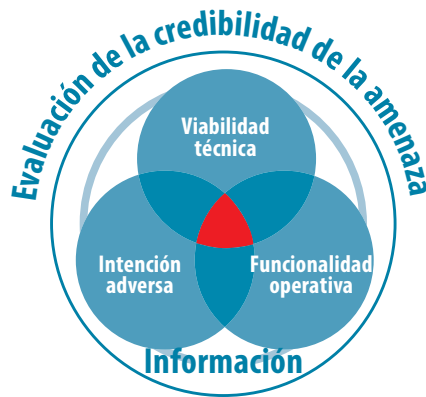 Evaluación de la credibilidad de la amenaza
Viabilidad
técnica
Intención
adversa
Funcionalidad
operativa
Información